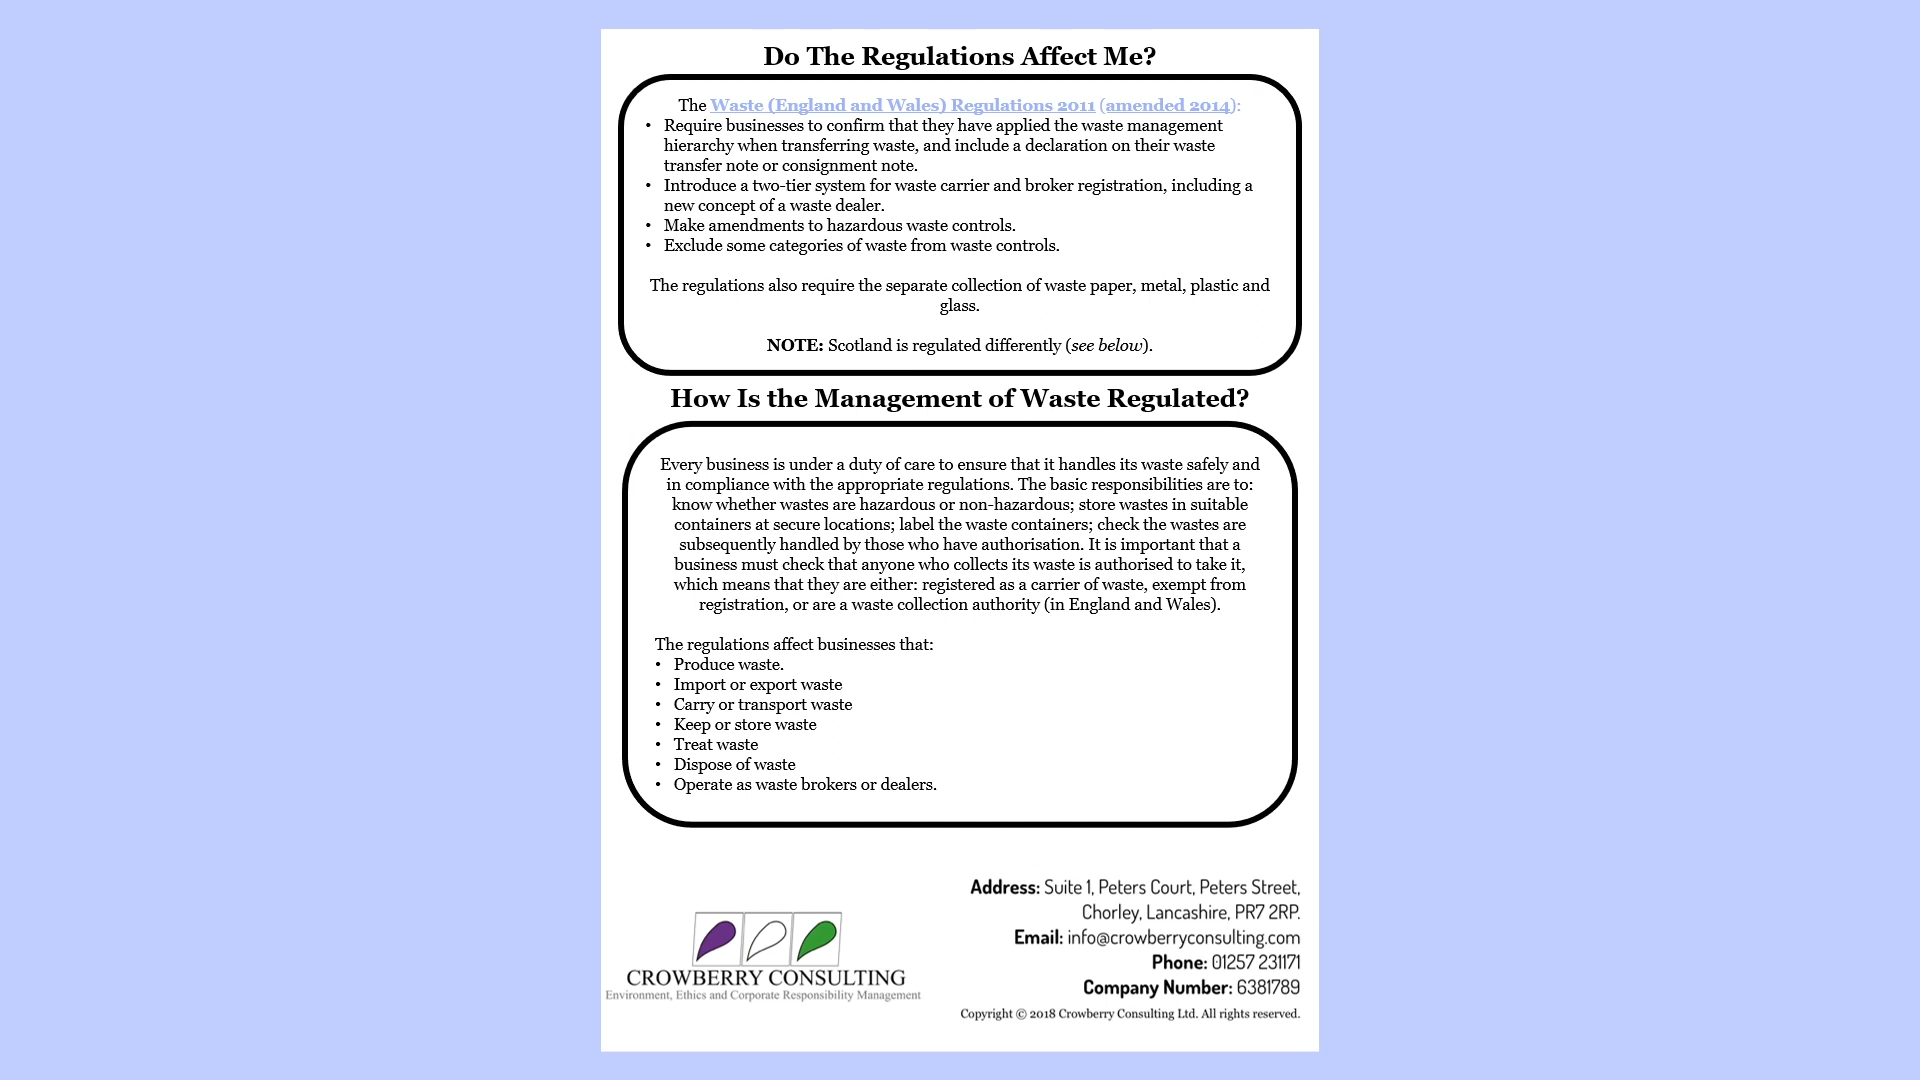 Do The Regulations Affect Me?
The Waste (England and Wales) Regulations 2011 (amended 2014):
• Require businesses to confirm that they have applied the waste management
hierarchy when transferring waste, and include a declaration on their waste
transfer note or consignment note.
• Introduce a two-tier system for waste carrier and broker registration, including a
new concept of a waste dealer.
• Make amendments to hazardous waste controls.
• Exclude some categories of waste from waste controls.
The regulations also require the separate collection of waste paper, metal, plastic and
glass.
NOTE: Scotland is regulated differently (see below).
How Is the Management of Waste Regulated?
Every business is under a duty of care to ensure that it handles its waste safely and
in compliance with the appropriate regulations. The basic responsibilities are to:
know whether wastes are hazardous or non-hazardous; store wastes in suitable
containers at secure locations; label the waste containers; check the wastes are
subsequently handled by those who have authorisation. It is important that a
business must check that anyone who collects its waste is authorised to take it,
which means that they are either: registered as a carrier of waste, exempt from
registration, or are a waste collection authority (in England and Wales).
The regulations affect businesses that:
• Produce waste.
• Import or export waste
• Carry or transport waste
• Keep or store waste
• Treat waste
• Dispose of waste
• Operate as waste brokers or dealers.
CROWBERRY CONSULTING
Environment, Ethics and Corporate Responsibility Management
Address: Suite 1, Peters Court, Peters Street,
Chorley, Lancashire, PR7 2RP.
Email: info@crowberryconsulting.com
Phone: 01257 231171
Company Number: 6381789
Copyright © 2018 Crowberry Consulting Ltd. All rights reserved.